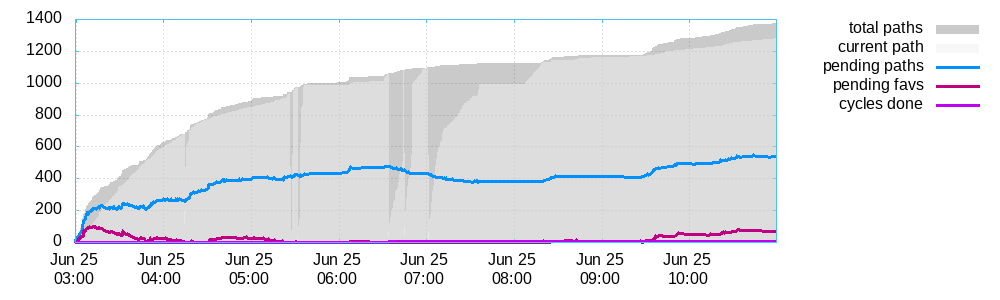 1400
1200
1000
800
600
400
200
0
Jun 25 03:00
Jun 25 04:00
Jun 25 05:00
Jun 25 06:00
Jun 25 07:00
Jun 25 08:00
Jun 25 09:00
Jun 25 10:00
total paths
current path
pending paths
pending favs
cycles done